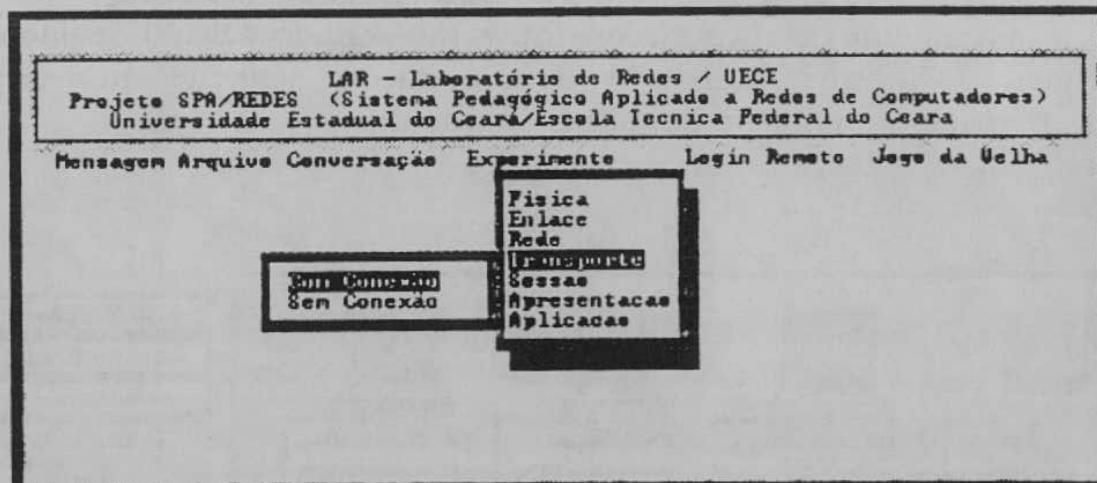 LAR - Laboratório de Redes / UECE
Projeto SPA/REDES (Sistema Pedagógico Aplicado a Redes de Computadores)
Universidade Estadual do Ceará/Escola Tecnica Federal do Ceara
Mensagem Arquivo Conversação Experimento Login Remoto Jogo da Velha
Fisica
Enlace
Rede
Transporte
Sessao
Apresentacao
Aplicacao
Com Conexão
Sem Conexão